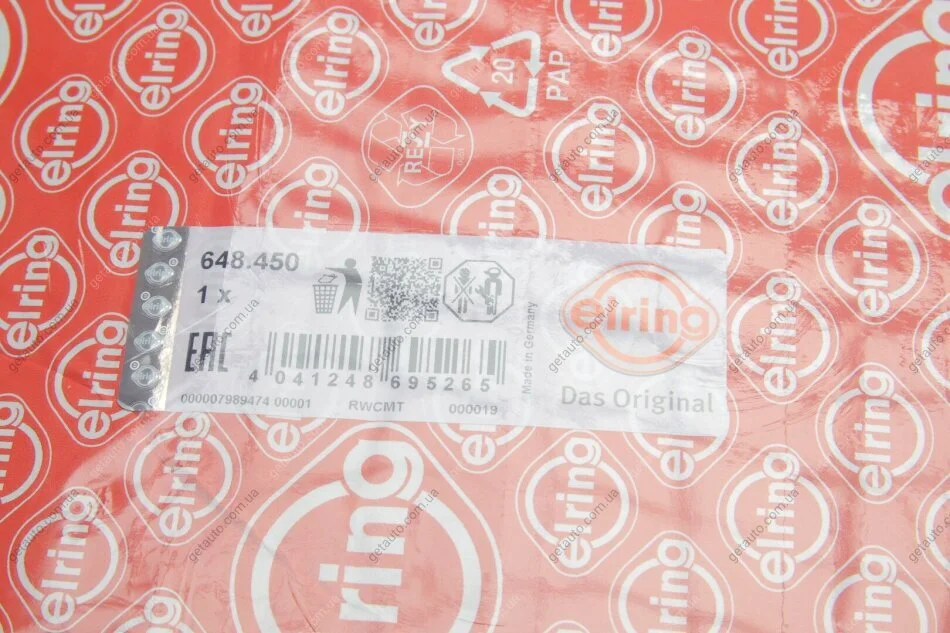 elring
20
PAP
RESY
648.450
1 x
EAC
4 041248 695265
000007989474 00001
RWCMT
000019
Made in Germany
elring
Das Original
getauto.com.ua